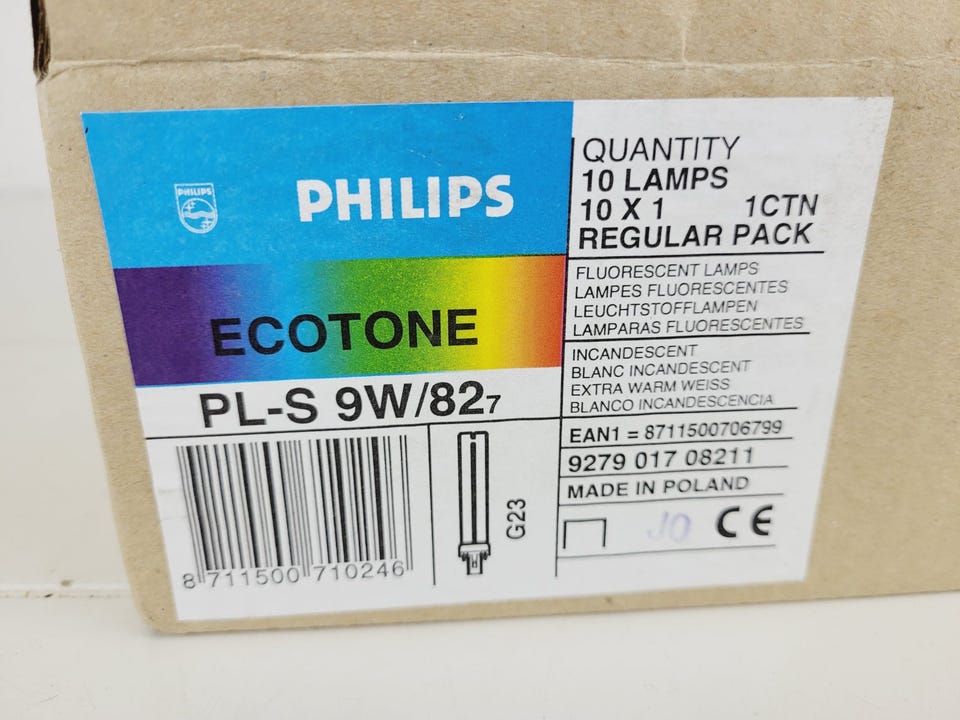 PHILIPS
PHILIPS
ECOTONE
PL-S 9W/827
8 711500 710246
G23
QUANTITY
10 LAMPS
10 X 1 1CTN
REGULAR PACK
FLUORESCENT LAMPS
LAMPES FLUORESCENTES
LEUCHTSTOFFLAMPEN
LAMPARAS FLUORESCENTES
INCANDESCENT
BLANC INCANDESCENT
EXTRA WARM WEISS
BLANCO INCANDESCENCIA
EAN1 = 8711500706799
9279 017 08211
MADE IN POLAND
JO CE